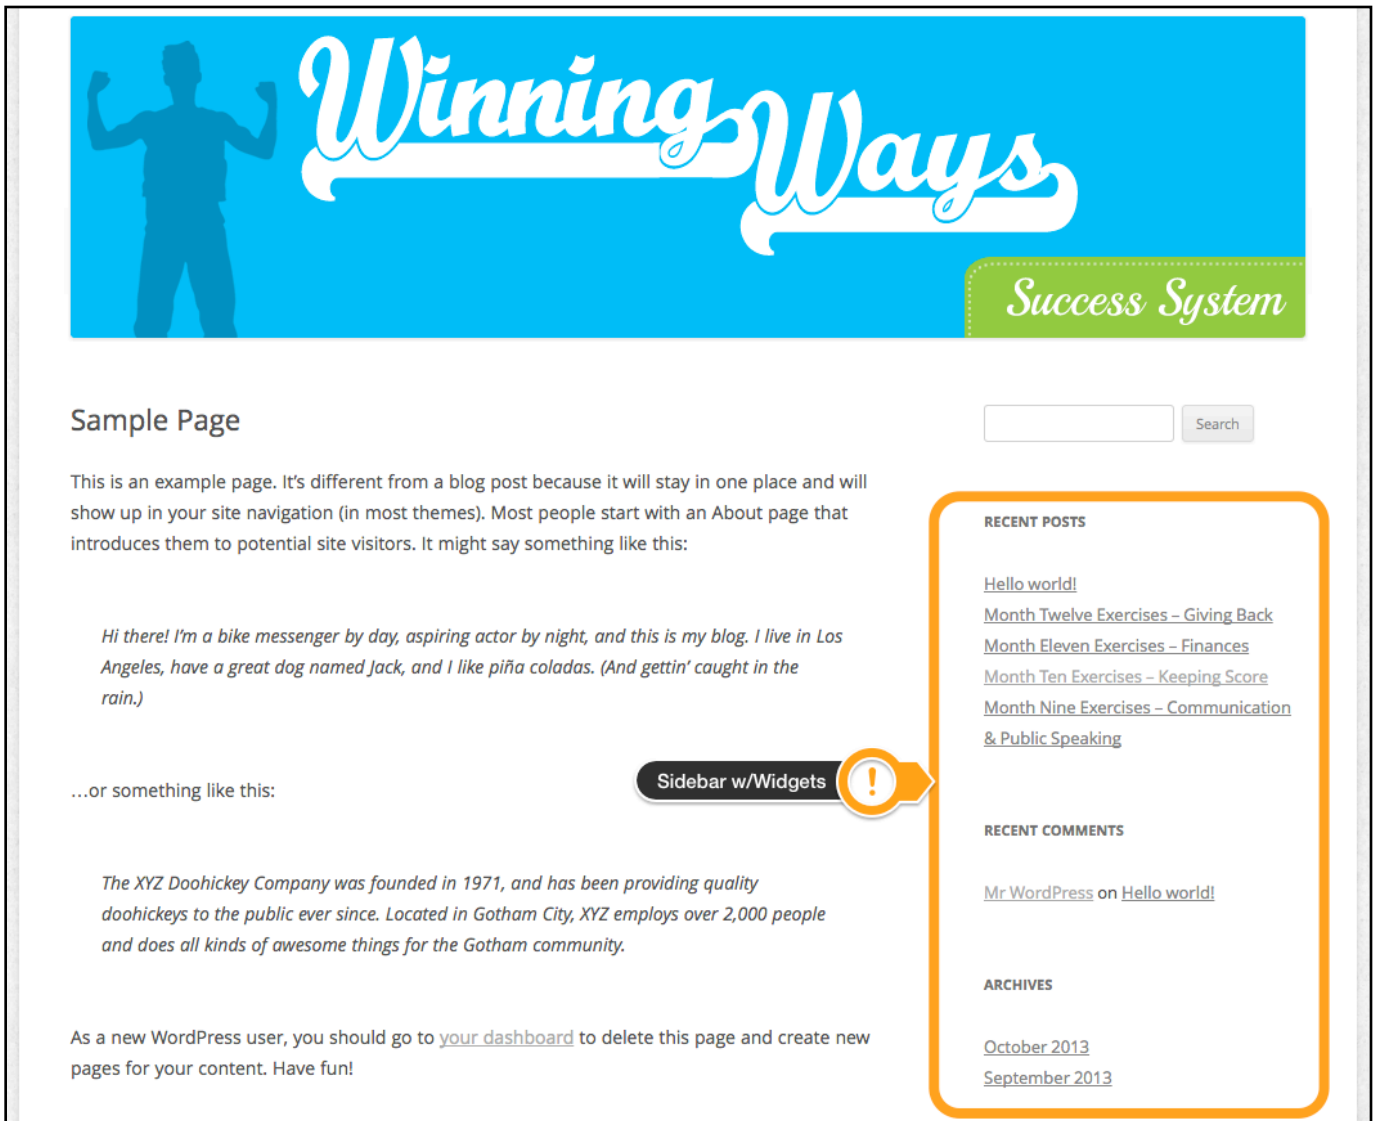 Winning Ways
Success System
Sample Page
Search
This is an example page. It’s different from a blog post because it will stay in one place and will
show up in your site navigation (in most themes). Most people start with an About page that
introduces them to potential site visitors. It might say something like this:
Hi there! I’m a bike messenger by day, aspiring actor by night, and this is my blog. I live in Los
Angeles, have a great dog named Jack, and I like piña coladas. (And gettin’ caught in the
rain.)
…or something like this:
The XYZ Doohickey Company was founded in 1971, and has been providing quality
doohickeys to the public ever since. Located in Gotham City, XYZ employs over 2,000 people
and does all kinds of awesome things for the Gotham community.
As a new WordPress user, you should go to your dashboard to delete this page and create new
pages for your content. Have fun!
Sidebar w/Widgets
!
RECENT POSTS
Hello world!
Month Twelve Exercises – Giving Back
Month Eleven Exercises – Finances
Month Ten Exercises – Keeping Score
Month Nine Exercises – Communication
& Public Speaking
RECENT COMMENTS
Mr WordPress on Hello world!
ARCHIVES
October 2013
September 2013